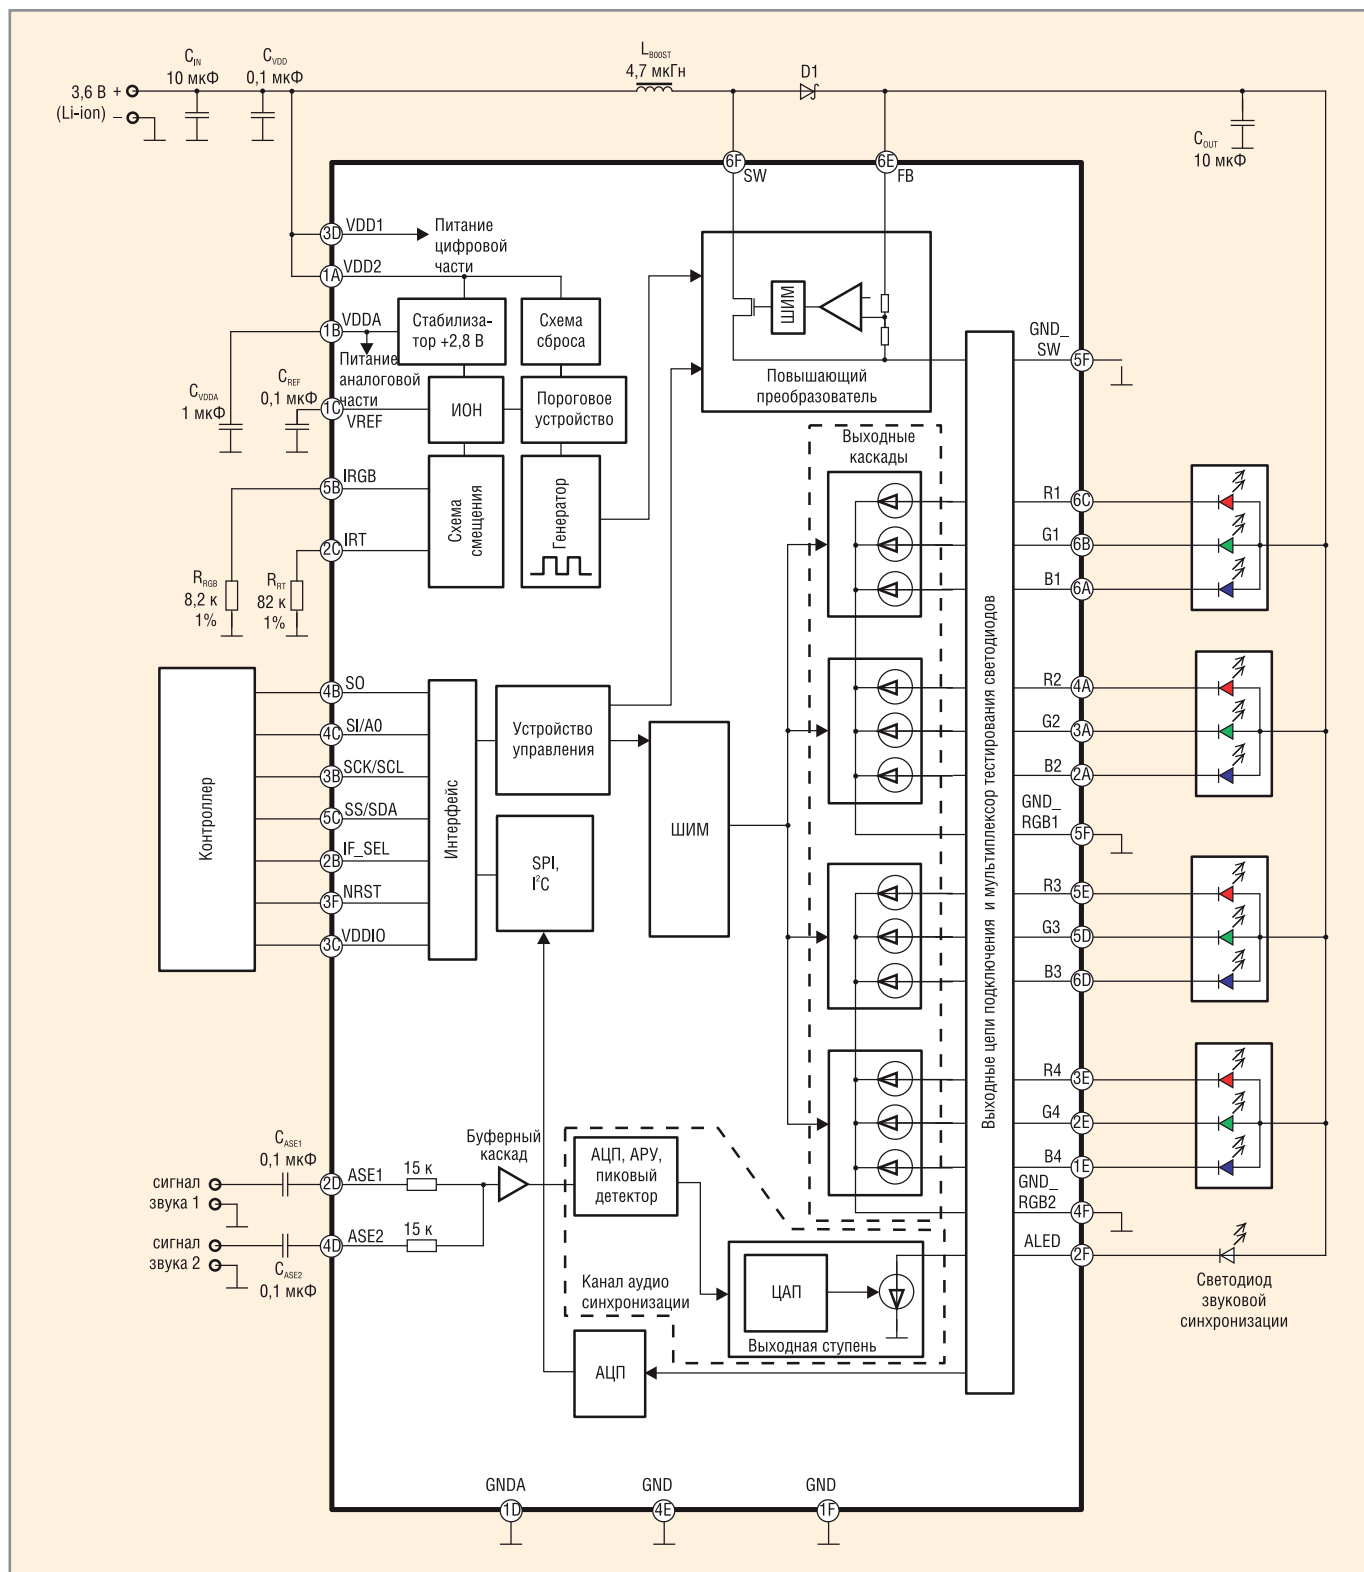 C_IN
10 мкФ
C_VDD
0,1 мкФ
L_BOOST
4,7 мкГн
D1
3,6 В +
(Li-ion) –
C_OUT
10 мкФ
6F
SW
6E
FB
3D
VDD1
Питание
цифровой
части
1A
VDD2
1B
VDDA
Стабилиза-
тор +2,8 В
Схема
сброса
ШИМ
Повышающий
преобразователь
GND_
SW
5F
Питание
аналоговой
части
C_VDDA
1 мкФ
C_REF
0,1 мкФ
1C
VREF
ИОН
Пороговое
устройство
5B
IRGB
2C
IRT
Схема
смещения
Генератор
R_RGB
8,2 к
1%
R_RT
82 к
1%
Выходные
каскады
Выходные цепи подключения и мультиплексор тестирования светодиодов
R1
6C
G1
6B
B1
6A
R2
4A
G2
3A
B2
2A
GND_
RGB1
5F
R3
5E
G3
5D
B3
6D
R4
3E
G4
2E
B4
1E
GND_
RGB2
4F
ALED
2F
Светодиод
звуковой
синхронизации
Контроллер
4B
SO
4C
SI/A0
3B
SCK/SCL
5C
SS/SDA
2B
IF_SEL
3F
NRST
3C
VDDIO
Интерфейс
Устройство
управления
SPI,
I²C
ШИМ
C_ASE1
0,1 мкФ
сигнал
звука 1
2D
ASE1
15 к
сигнал
звука 2
C_ASE2
0,1 мкФ
4D
ASE2
15 к
Буферный
каскад
АЦП, АРУ,
пиковый
детектор
Канал аудио
синхронизации
ЦАП
Выходная ступень
АЦП
GNDA
1D
GND
4E
GND
1F